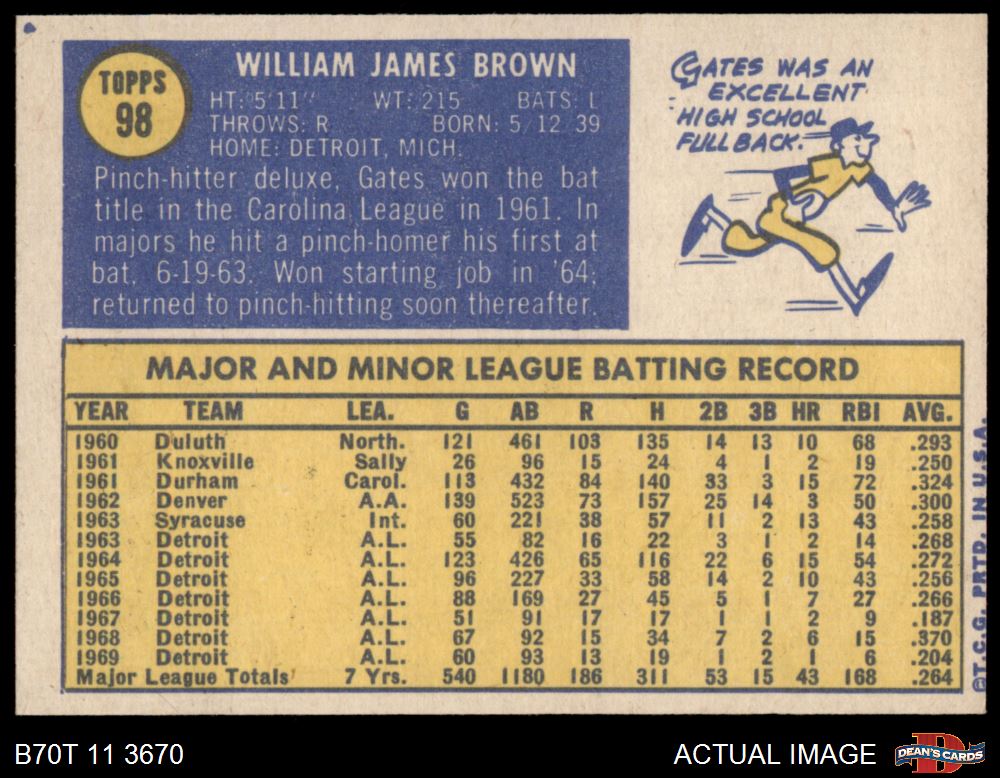 TOPPS
98
WILLIAM JAMES BROWN
HT: 5'11" WT: 215 BATS: L
THROWS: R BORN: 5/12/39
HOME: DETROIT, MICH.
Pinch-hitter deluxe, Gates won the bat
title in the Carolina League in 1961. In
majors he hit a pinch-homer his first at
bat, 6-19-63. Won starting job in '64;
returned to pinch-hitting soon thereafter.
GATES WAS AN
EXCELLENT
HIGH SCHOOL
FULLBACK.
MAJOR AND MINOR LEAGUE BATTING RECORD
YEAR TEAM LEA. G AB R H 2B 3B HR RBI AVG.
1960 Duluth North. 121 461 103 135 14 13 10 68 .293
1961 Knoxville Sally 26 96 15 24 4 1 2 19 .250
1961 Durham Carol. 113 432 84 140 33 3 15 72 .324
1962 Denver A.A. 139 523 73 157 25 14 3 50 .300
1963 Syracuse Int. 60 221 38 57 11 2 13 43 .258
1963 Detroit A.L. 55 82 16 22 3 1 2 14 .268
1964 Detroit A.L. 123 426 65 116 22 6 15 54 .272
1965 Detroit A.L. 96 227 33 58 14 2 10 43 .256
1966 Detroit A.L. 88 169 27 45 5 1 7 27 .266
1967 Detroit A.L. 51 91 17 17 1 1 2 9 .187
1968 Detroit A.L. 67 92 15 34 7 2 6 15 .370
1969 Detroit A.L. 60 93 13 19 1 2 1 6 .204
Major League Totals 7 Yrs. 540 1180 186 311 53 15 43 168 .264
©T.C.G. PRTD. IN U.S.A.
B70T 11 3670
ACTUAL IMAGE
D
DEAN'S CARDS